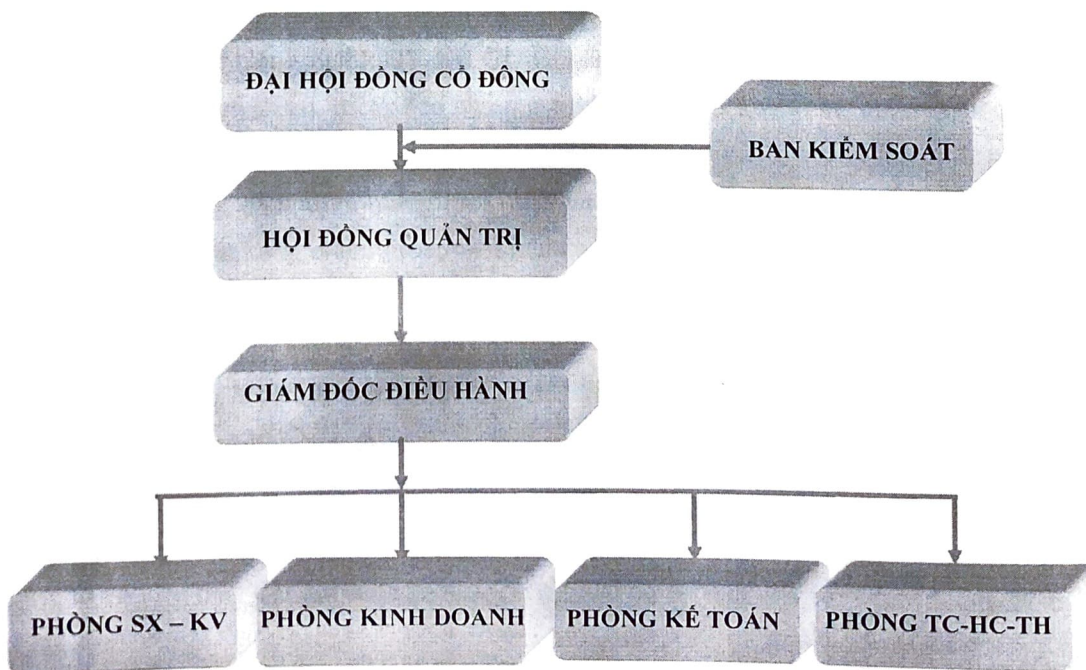 ĐẠI HỘI ĐỒNG CỔ ĐÔNG
BAN KIỂM SOÁT
HỘI ĐỒNG QUẢN TRỊ
GIÁM ĐỐC ĐIỀU HÀNH
PHÒNG SX – KV
PHÒNG KINH DOANH
PHÒNG KẾ TOÁN
PHÒNG TC-HC-TH